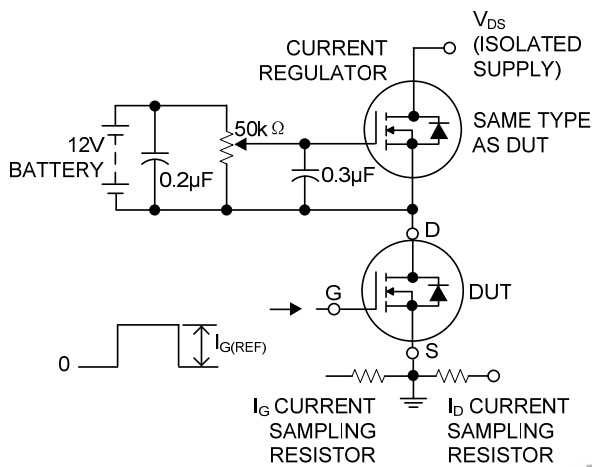 V_DS
(ISOLATED
SUPPLY)
CURRENT
REGULATOR
SAME TYPE
AS DUT
12V
BATTERY
0.2µF
50kΩ
0.3µF
D
DUT
G
S
0
I_G(REF)
I_G CURRENT
SAMPLING
RESISTOR
I_D CURRENT
SAMPLING
RESISTOR